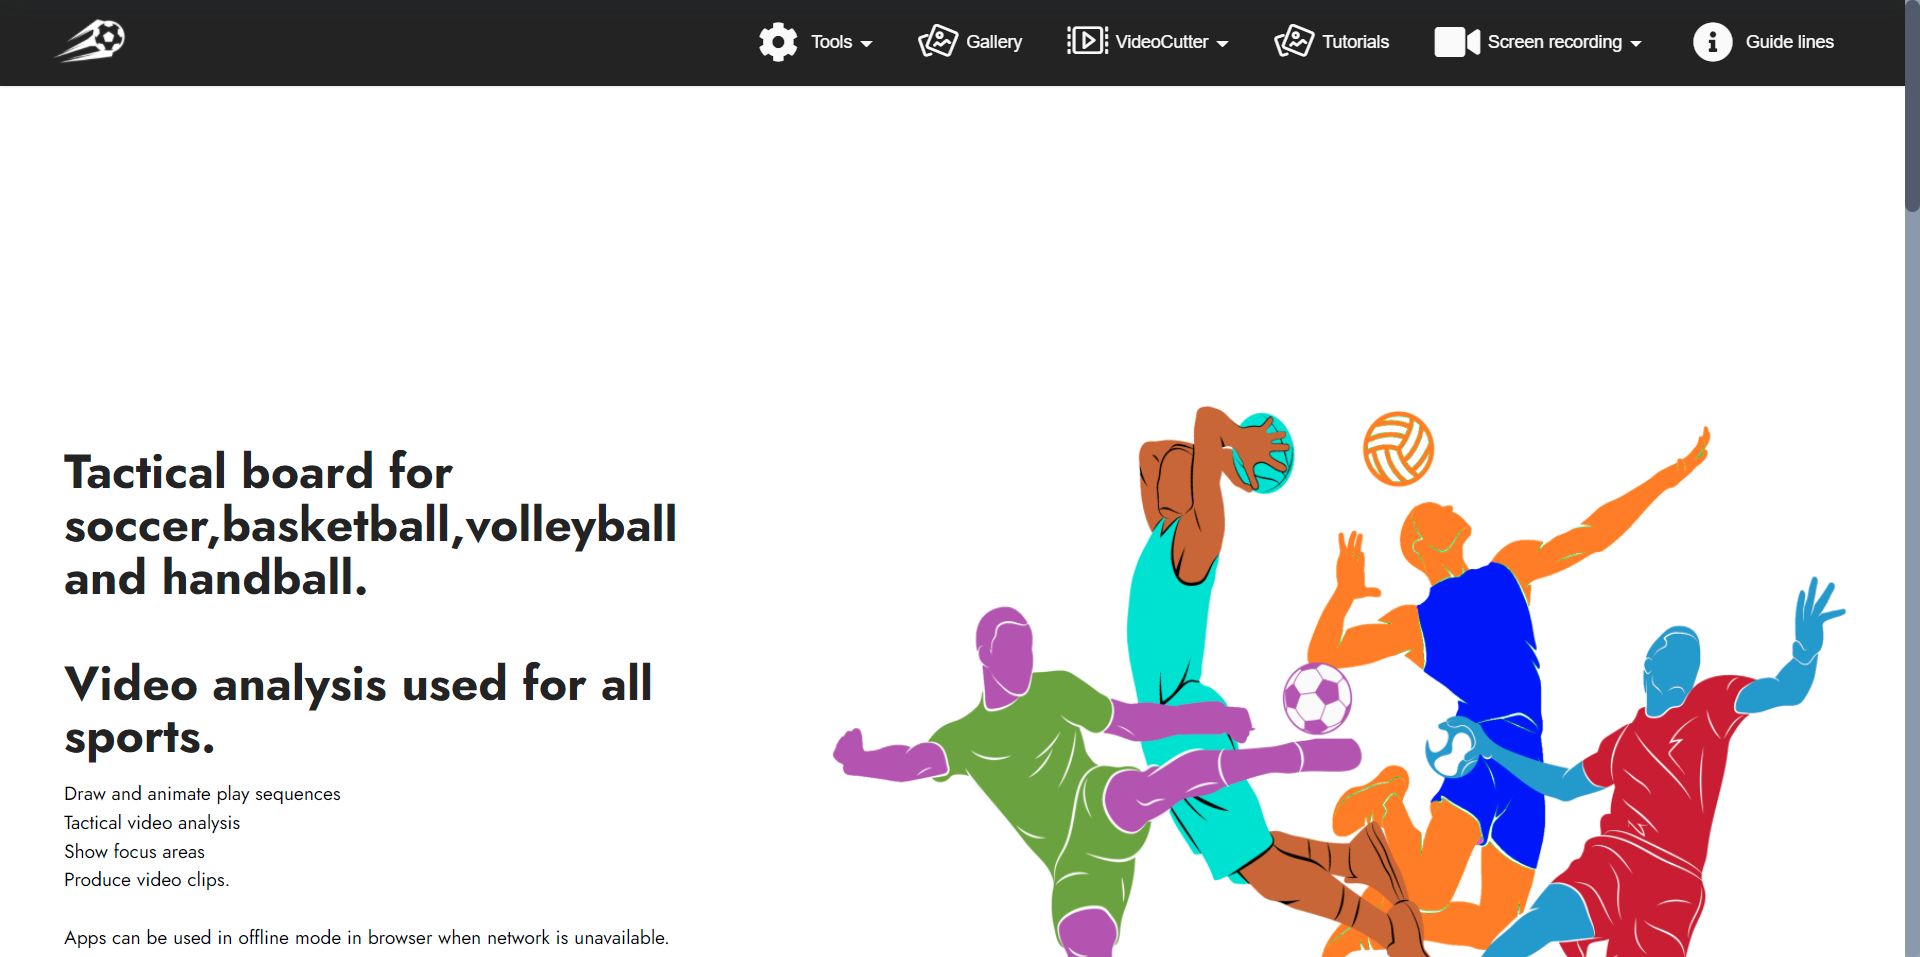 Tools
Gallery
VideoCutter
Tutorials
Screen recording
Guide lines
Tactical board for
soccer,basketball,volleyball
and handball.
Video analysis used for all
sports.
Draw and animate play sequences
Tactical video analysis
Show focus areas
Produce video clips.
Apps can be used in offline mode in browser when network is unavailable.